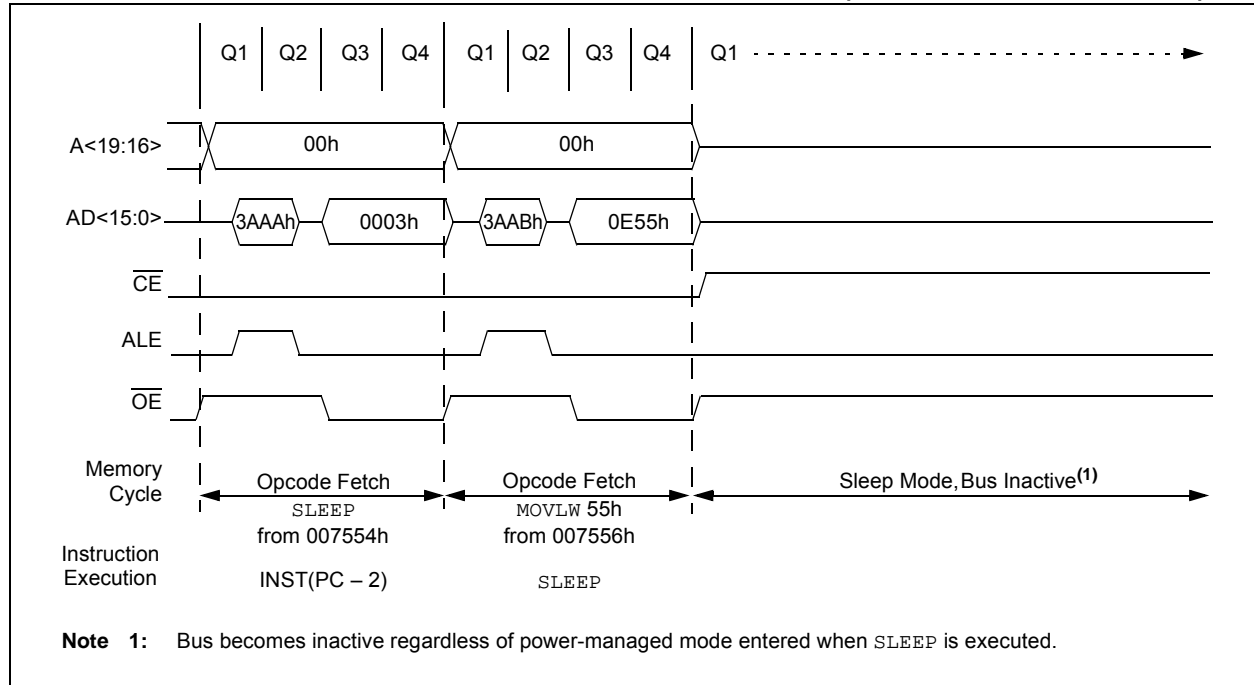 Q1 Q2 Q3 Q4 Q1 Q2 Q3 Q4 Q1
A<19:16> 00h 00h
AD<15:0> 3AAAh 0003h 3AABh 0E55h
CE
ALE
OE
Memory Cycle
Opcode Fetch
SLEEP
from 007554h
Opcode Fetch
MOVLW 55h
from 007556h
Sleep Mode, Bus Inactive(1)
Instruction Execution
INST(PC – 2)
SLEEP
Note 1: Bus becomes inactive regardless of power-managed mode entered when SLEEP is executed.